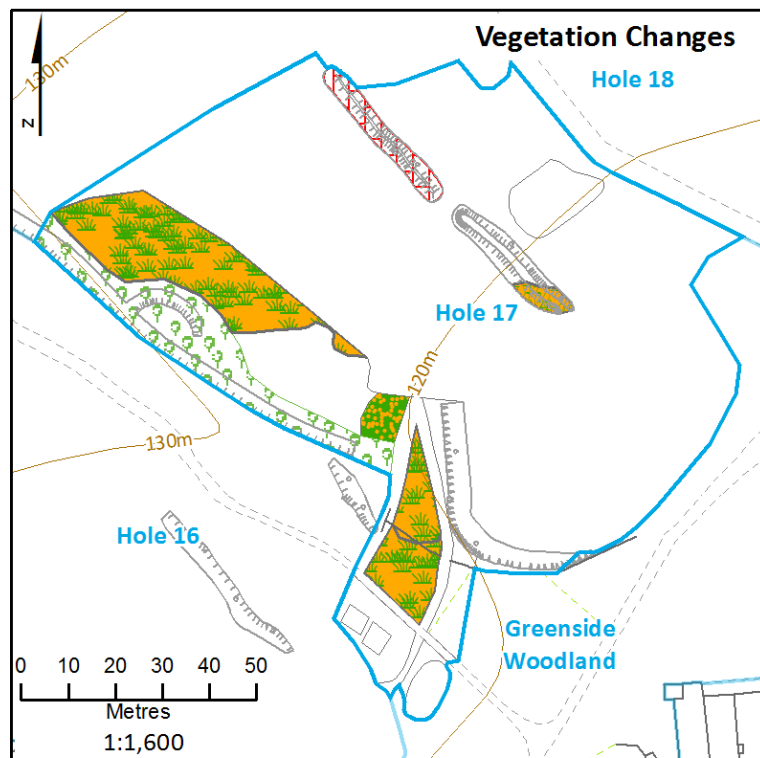 Vegetation Changes
130m
Hole 18
N
Hole 17
120m
130m
Hole 16
Greenside
Woodland
0 10 20 30 40 50
Metres
1:1,600